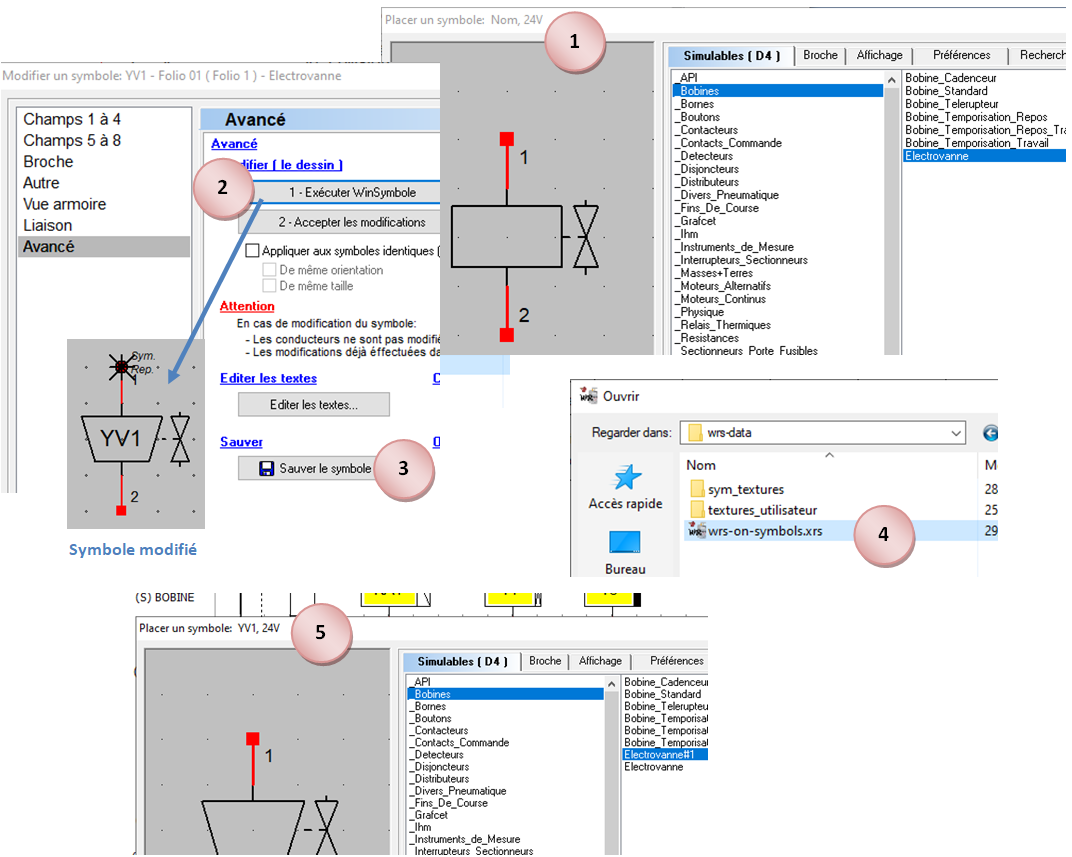 Placer un symbole: Nom, 24V
1
Simulables ( D4 )
Broche
Affichage
Préférences
Recherch
_API
_Bobines
_Bornes
_Boutons
_Contacteurs
_Contacts_Commande
_Detecteurs
_Disjoncteurs
_Distributeurs
_Divers_Pneumatique
_Fins_De_Course
_Grafcet
_Ihm
_Instruments_de_Mesure
_Interrupteurs_Sectionneurs
_Masses+Terres
_Moteurs_Alternatifs
_Moteurs_Continus
_Physique
_Relais_Thermiques
_Resistances
_Sectionneurs_Porte_Fusibles
Bobine_Cadenceur
Bobine_Standard
Bobine_Telerupteur
Bobine_Temporisation_Repos
Bobine_Temporisation_Repos_Tra
Bobine_Temporisation_Travail
Electrovanne
1
2
Modifier un symbole: YV1 - Folio 01 ( Folio 1 ) - Electrovanne
Champs 1 à 4
Champs 5 à 8
Broche
Autre
Vue armoire
Liaison
Avancé
Avancé
Avancé
difier ( le dessin )
2
1 - Exécuter WinSymbole
2 - Accepter les modifications
Appliquer aux symboles identiques (
De même orientation
De même taille
Attention
En cas de modification du symbole:
- Les conducteurs ne sont pas modifié
- Les modifications déjà éffectuées da
Editer les textes
Editer les textes...
Sauver
Sauver le symbole
3
Sym.
Rep.
1
YV1
2
Symbole modifié
Ouvrir
Regarder dans:
wrs-data
Nom
M
Accès rapide
Bureau
sym_textures
28
textures_utilisateur
25
wrs-on-symbols.xrs
29
4
(S) BOBINE
Placer un symbole: YV1, 24V
5
Simulables ( D4 )
Broche
Affichage
Préférences
_API
_Bobines
_Bornes
_Boutons
_Contacteurs
_Contacts_Commande
_Detecteurs
_Disjoncteurs
_Distributeurs
_Divers_Pneumatique
_Fins_De_Course
_Grafcet
_Ihm
_Instruments_de_Mesure
_Interrupteurs_Sectionneurs
Bobine_Cadenceur
Bobine_Standard
Bobine_Telerupteu
Bobine_Temporisat
Bobine_Temporisat
Bobine_Temporisat
Electrovanne#1
Electrovanne
1